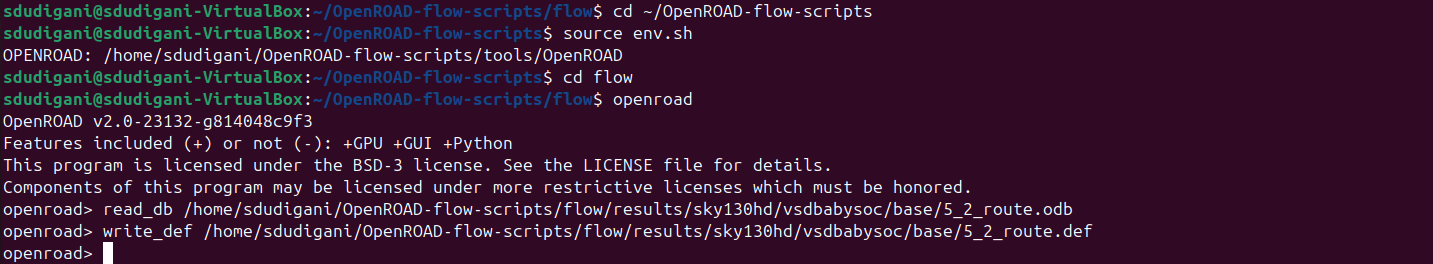 sdudigani@sdudigani-VirtualBox:~/OpenROAD-flow-scripts/flow$ cd ~/OpenROAD-flow-scripts
sdudigani@sdudigani-VirtualBox:~/OpenROAD-flow-scripts$ source env.sh
OPENROAD: /home/sdudigani/OpenROAD-flow-scripts/tools/OpenROAD
sdudigani@sdudigani-VirtualBox:~/OpenROAD-flow-scripts$ cd flow
sdudigani@sdudigani-VirtualBox:~/OpenROAD-flow-scripts/flow$ openroad
OpenROAD v2.0-23132-g814048c9f3
Features included (+) or not (-): +GPU +GUI +Python
This program is licensed under the BSD-3 license. See the LICENSE file for details.
Components of this program may be licensed under more restrictive licenses which must be honored.
openroad> read_db /home/sdudigani/OpenROAD-flow-scripts/flow/results/sky130hd/vsdbabysoc/base/5_2_route.odb
openroad> write_def /home/sdudigani/OpenROAD-flow-scripts/flow/results/sky130hd/vsdbabysoc/base/5_2_route.def
openroad>